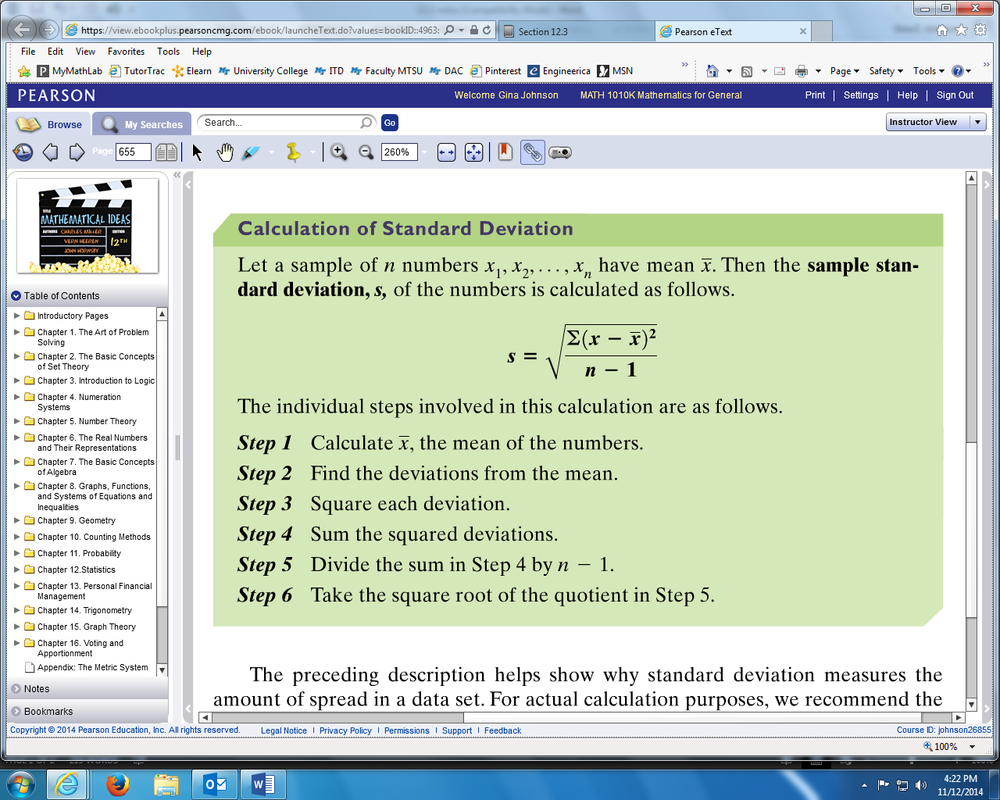 https://view.ebookplus.pearsoncmg.com/ebook/launcheText.do?values=bookID::4963:
Section 12.3
Pearson eText
File Edit View Favorites Tools Help
MyMathLab TutorTrac Elearn University College ITD Faculty MTSU DAC Pinterest Engineerica MSN
Page Safety Tools
PEARSON
Welcome Gina Johnson MATH 1010K Mathematics for General
Print | Settings | Help | Sign Out
Browse My Searches Search... Go
Instructor View
Page 655 260%
TITLE
MATHEMATICAL IDEAS
AUTHORS CHARLES MILLER EDITION
VERN HEEREN 12TH
JOHN HORNSBY
Table of Contents
Introductory Pages
Chapter 1. The Art of Problem
Solving
Chapter 2. The Basic Concepts
of Set Theory
Chapter 3. Introduction to Logic
Chapter 4. Numeration
Systems
Chapter 5. Number Theory
Chapter 6. The Real Numbers
and Their Representations
Chapter 7. The Basic Concepts
of Algebra
Chapter 8. Graphs, Functions,
and Systems of Equations and
Inequalities
Chapter 9. Geometry
Chapter 10. Counting Methods
Chapter 11. Probability
Chapter 12.Statistics
Chapter 13. Personal Financial
Management
Chapter 14. Trigonometry
Chapter 15. Graph Theory
Chapter 16. Voting and
Apportionment
Appendix: The Metric System
Notes
Bookmarks
Calculation of Standard Deviation
Let a sample of n numbers x₁, x₂, . . . , xₙ have mean x̅. Then the sample stan-
dard deviation, s, of the numbers is calculated as follows.
s = √(Σ(x − x̅)² / (n − 1))
The individual steps involved in this calculation are as follows.
Step 1 Calculate x̅, the mean of the numbers.
Step 2 Find the deviations from the mean.
Step 3 Square each deviation.
Step 4 Sum the squared deviations.
Step 5 Divide the sum in Step 4 by n − 1.
Step 6 Take the square root of the quotient in Step 5.
The preceding description helps show why standard deviation measures the
amount of spread in a data set. For actual calculation purposes, we recommend the
Copyright © 2014 Pearson Education, Inc. All rights reserved. Legal Notice | Privacy Policy | Permissions | Support | Feedback
Course ID: johnson26855
100%
4:22 PM
11/12/2014